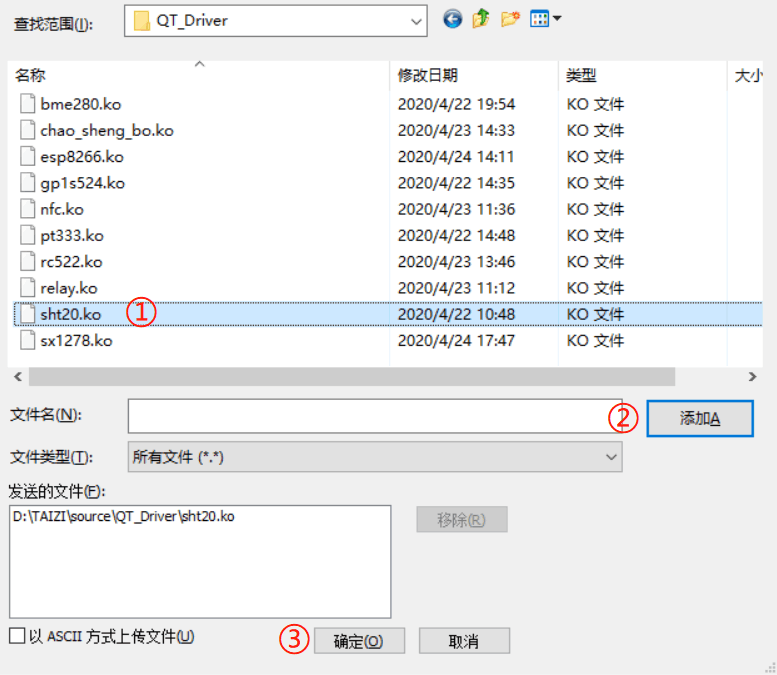 查找范围(I):
QT_Driver
名称 修改日期 类型 大小
bme280.ko 2020/4/22 19:54 KO 文件
chao_sheng_bo.ko 2020/4/23 14:33 KO 文件
esp8266.ko 2020/4/24 14:11 KO 文件
gp1s524.ko 2020/4/22 14:35 KO 文件
nfc.ko 2020/4/23 11:36 KO 文件
pt333.ko 2020/4/22 14:48 KO 文件
rc522.ko 2020/4/23 13:46 KO 文件
relay.ko 2020/4/23 11:12 KO 文件
sht20.ko ① 2020/4/22 10:48 KO 文件
sx1278.ko 2020/4/24 17:47 KO 文件
文件名(N): ② 添加A
文件类型(T): 所有文件 (*.*)
发送的文件(F):
D:\TAIZI\source\QT_Driver\sht20.ko
移除(R)
以 ASCII 方式上传文件(U) ③ 确定(O) 取消